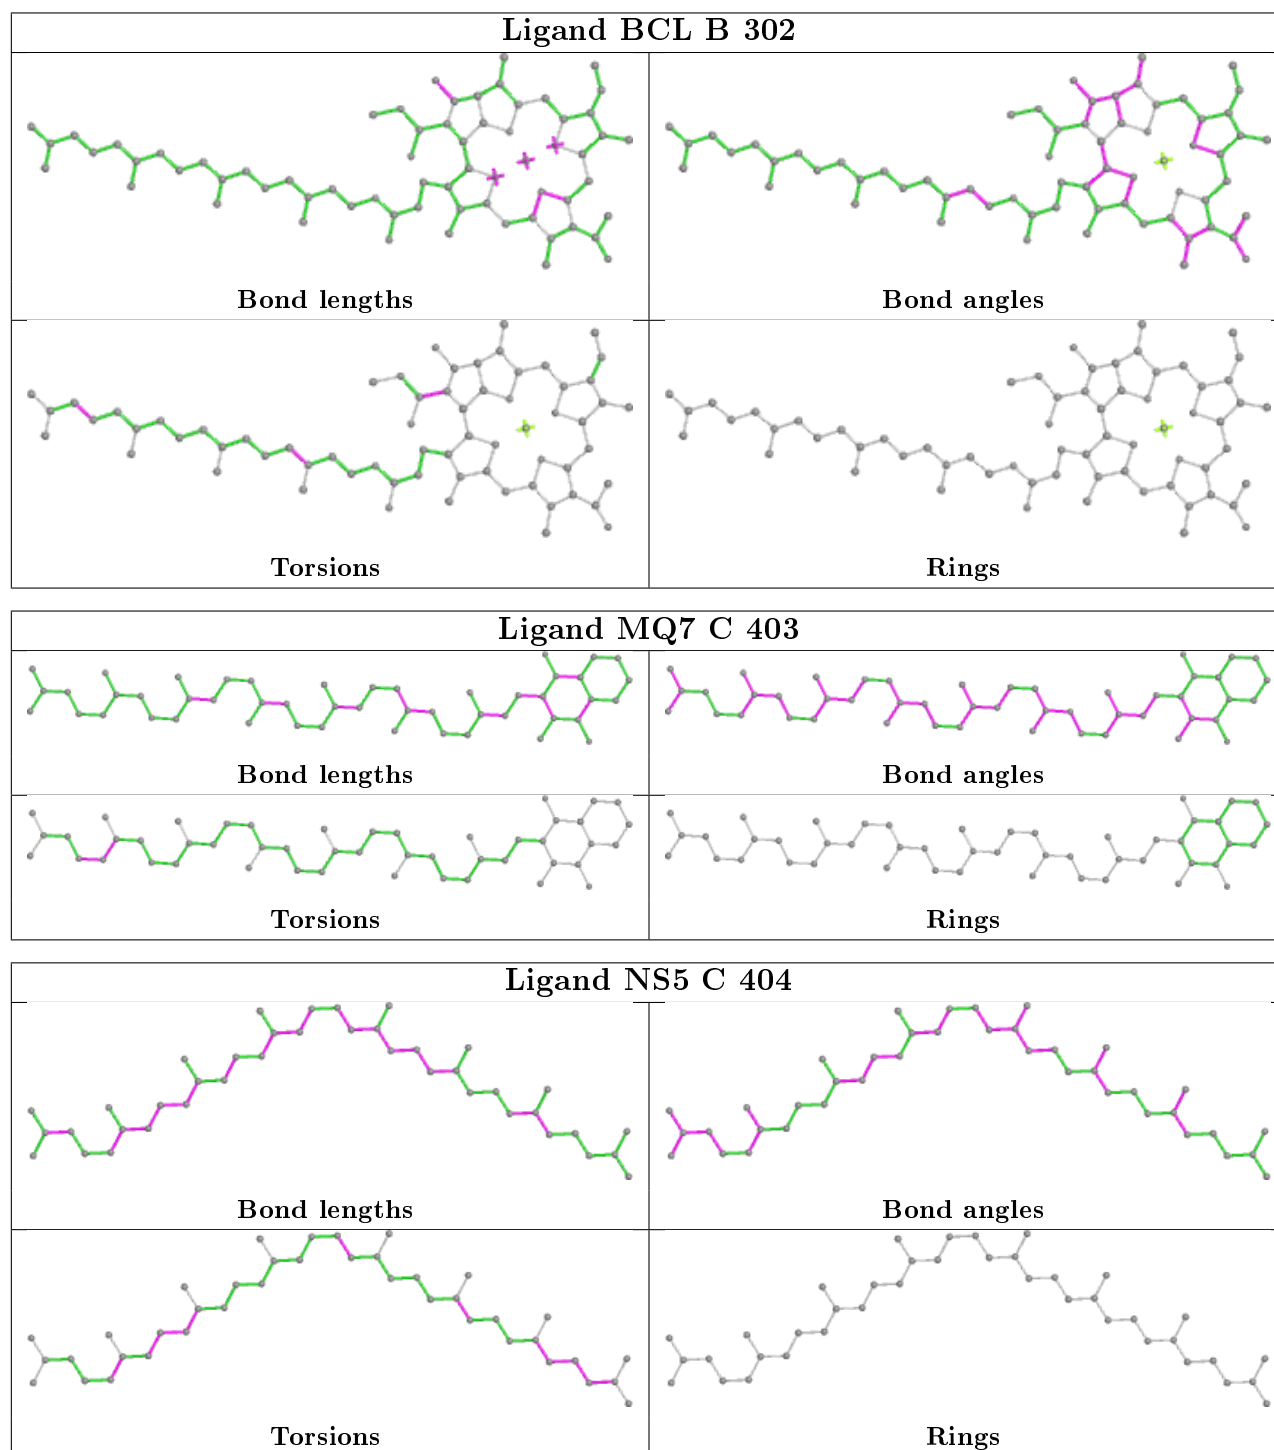 Ligand BCL B 302
Bond lengths
Bond angles
Torsions
Rings
Ligand MQ7 C 403
Bond lengths
Bond angles
Torsions
Rings
Ligand NS5 C 404
Bond lengths
Bond angles
Torsions
Rings